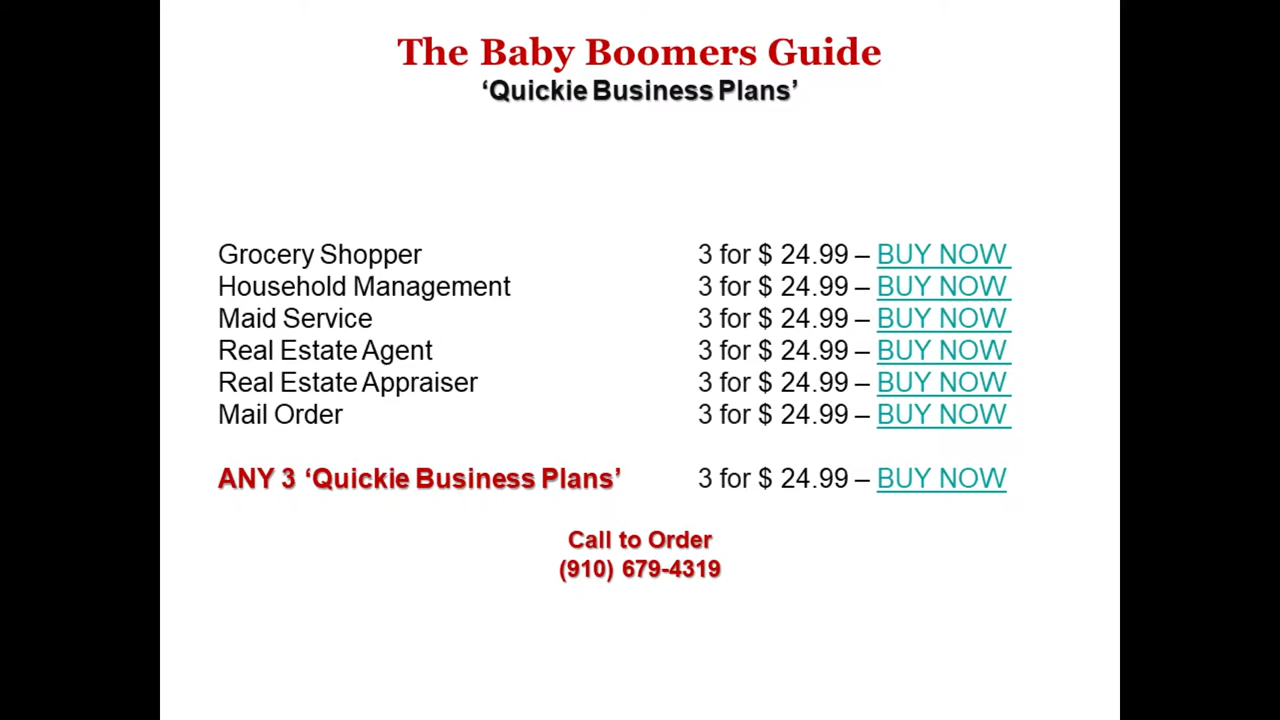 The Baby Boomers Guide
‘Quickie Business Plans’
Grocery Shopper 3 for $ 24.99 – BUY NOW
Household Management 3 for $ 24.99 – BUY NOW
Maid Service 3 for $ 24.99 – BUY NOW
Real Estate Agent 3 for $ 24.99 – BUY NOW
Real Estate Appraiser 3 for $ 24.99 – BUY NOW
Mail Order 3 for $ 24.99 – BUY NOW
ANY 3 ‘Quickie Business Plans’ 3 for $ 24.99 – BUY NOW
Call to Order
(910) 679-4319